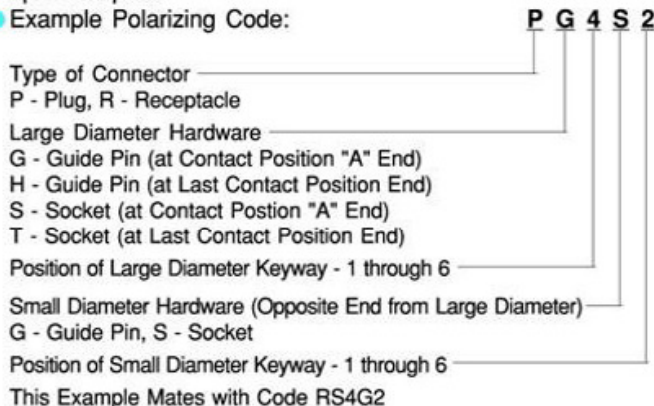 Example Polarizing Code: P G 4 S 2
Type of Connector
P - Plug, R - Receptacle
Large Diameter Hardware
G - Guide Pin (at Contact Position "A" End)
H - Guide Pin (at Last Contact Position End)
S - Socket (at Contact Postion "A" End)
T - Socket (at Last Contact Position End)
Position of Large Diameter Keyway - 1 through 6
Small Diameter Hardware (Opposite End from Large Diameter)
G - Guide Pin, S - Socket
Position of Small Diameter Keyway - 1 through 6
This Example Mates with Code RS4G2